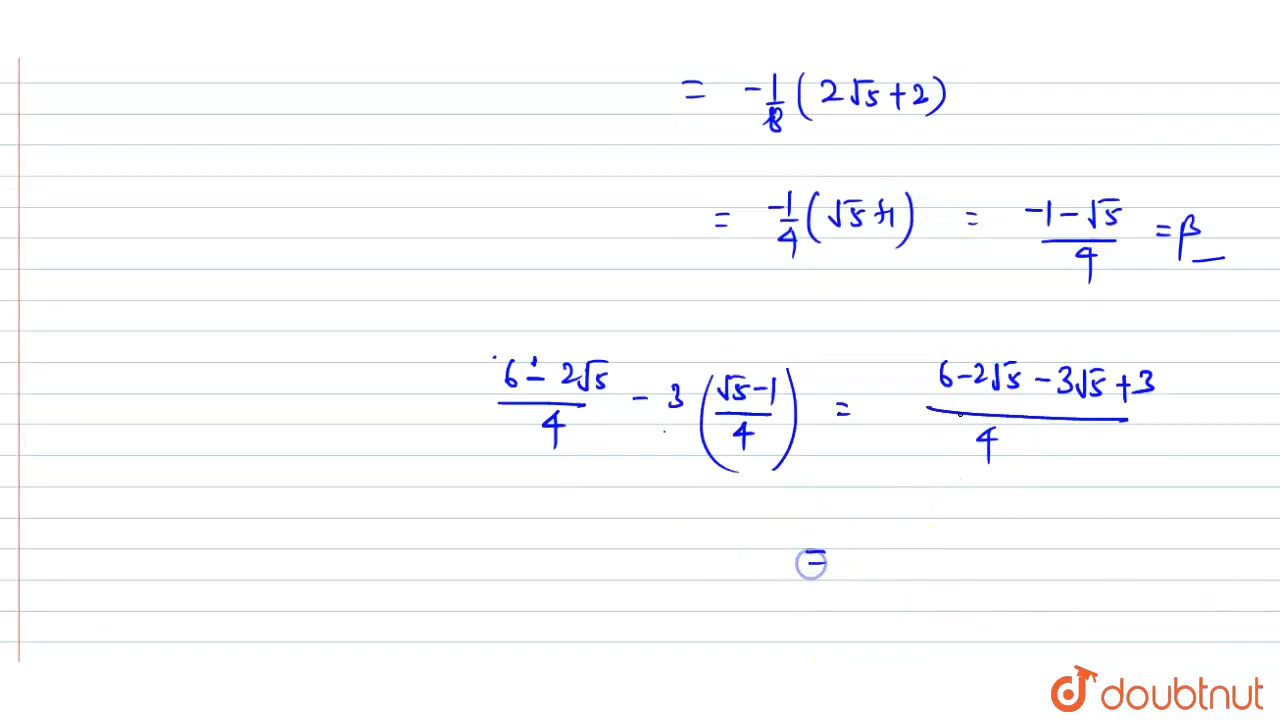 = -1/8 (2√5+2)
= -1/4 (√5+1) = -1-√5/4 = β
6-2√5/4 - 3(√5-1/4) = 6-2√5-3√5+3/4
=
doubtnut